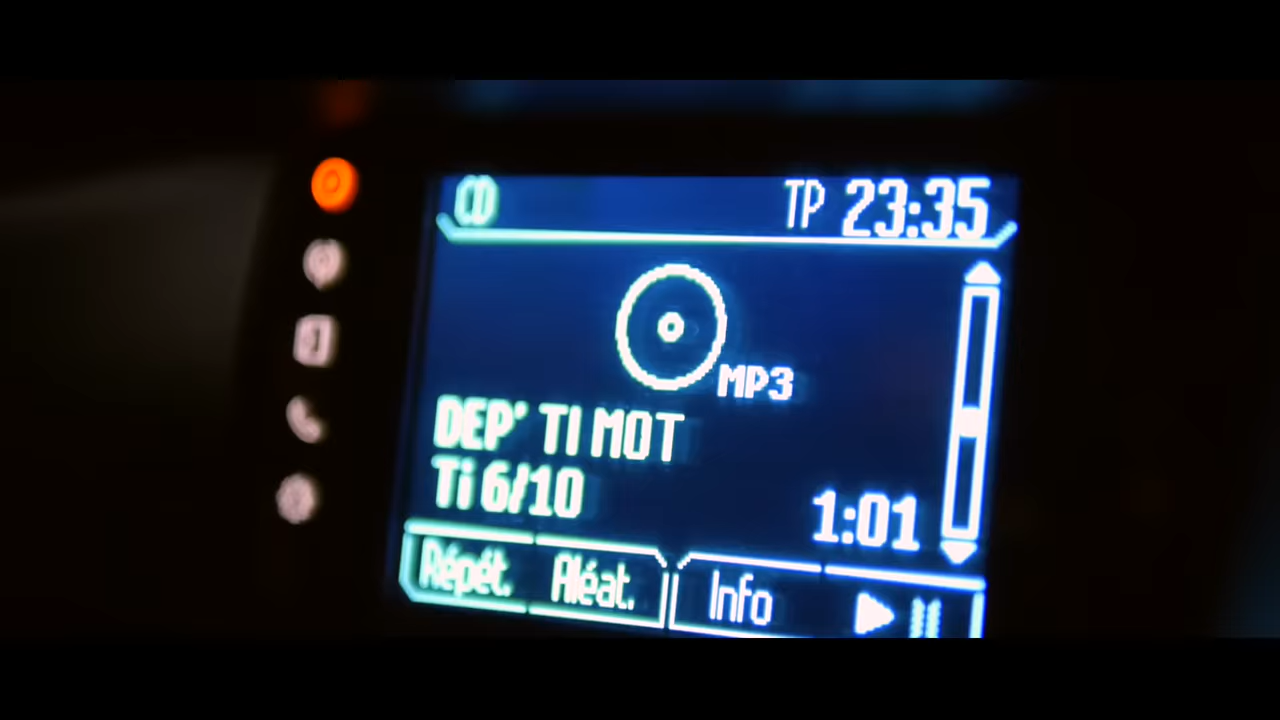 CD TP 23:35
MP3
DEP' TI MOT
Ti 6/10
1:01
Répét. Aléat. Info